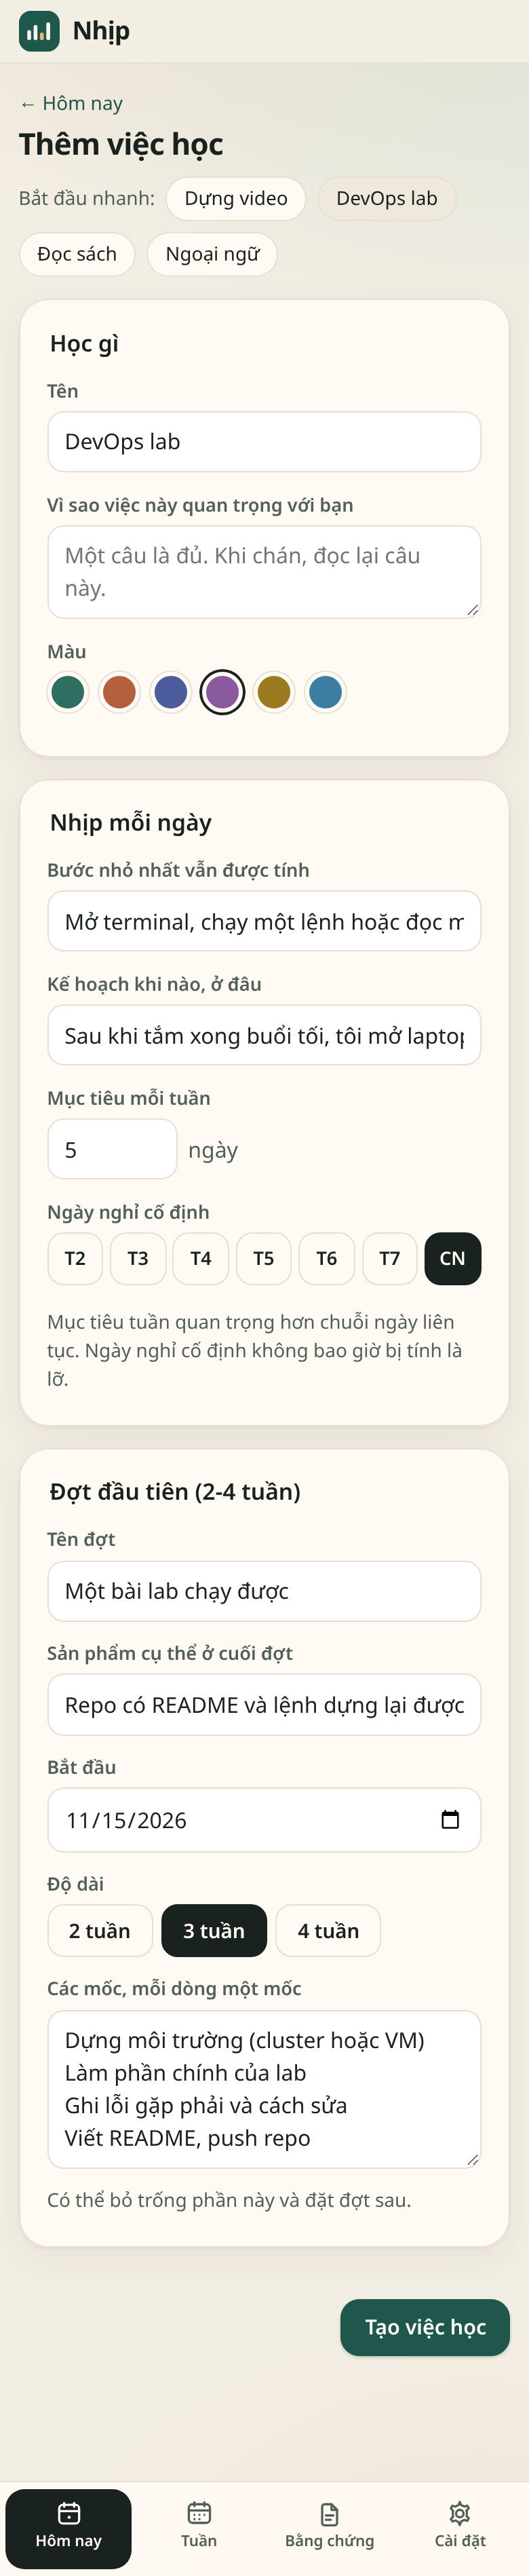 Nhịp
← Hôm nay
Thêm việc học
Bắt đầu nhanh: Dựng video DevOps lab
Đọc sách Ngoại ngữ
Học gì
Tên
DevOps lab
Vì sao việc này quan trọng với bạn
Một câu là đủ. Khi chán, đọc lại câu
này.
Màu
Nhịp mỗi ngày
Bước nhỏ nhất vẫn được tính
Mở terminal, chạy một lệnh hoặc đọc
Kế hoạch khi nào, ở đâu
Sau khi tắm xong buổi tối, tôi mở laptop
Mục tiêu mỗi tuần
5 ngày
Ngày nghỉ cố định
T2 T3 T4 T5 T6 T7 CN
Mục tiêu tuần quan trọng hơn chuỗi ngày liên
tục. Ngày nghỉ cố định không bao giờ bị tính là
lỡ.
Đợt đầu tiên (2-4 tuần)
Tên đợt
Một bài lab chạy được
Sản phẩm cụ thể ở cuối đợt
Repo có README và lệnh dựng lại được
Bắt đầu
11/15/2026
Độ dài
2 tuần 3 tuần 4 tuần
Các mốc, mỗi dòng một mốc
Dựng môi trường (cluster hoặc VM)
Làm phần chính của lab
Ghi lỗi gặp phải và cách sửa
Viết README, push repo
Có thể bỏ trống phần này và đặt đợt sau.
Tạo việc học
Hôm nay Tuần Bằng chứng Cài đặt